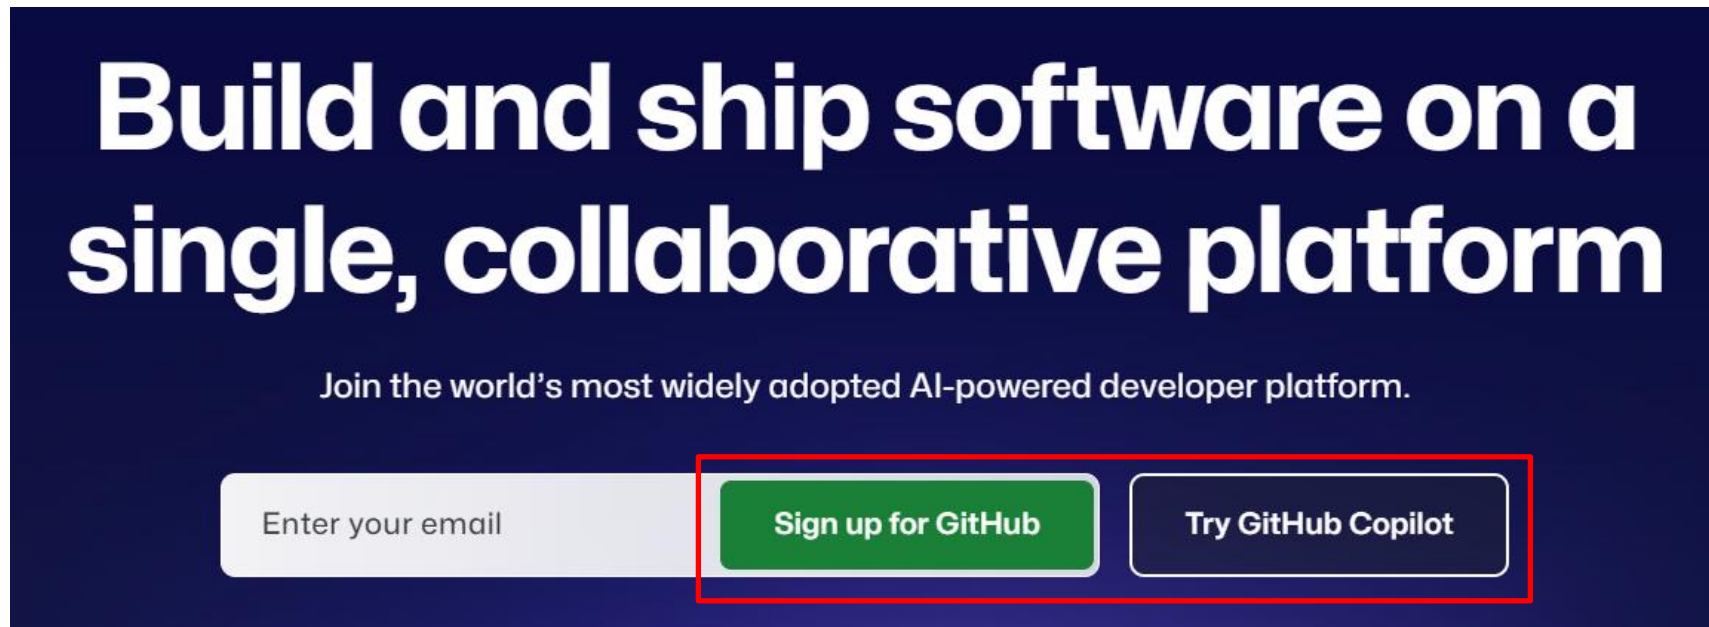 Build and ship software on a
single, collaborative platform
Join the world’s most widely adopted AI-powered developer platform.
Enter your email
Sign up for GitHub
Try GitHub Copilot